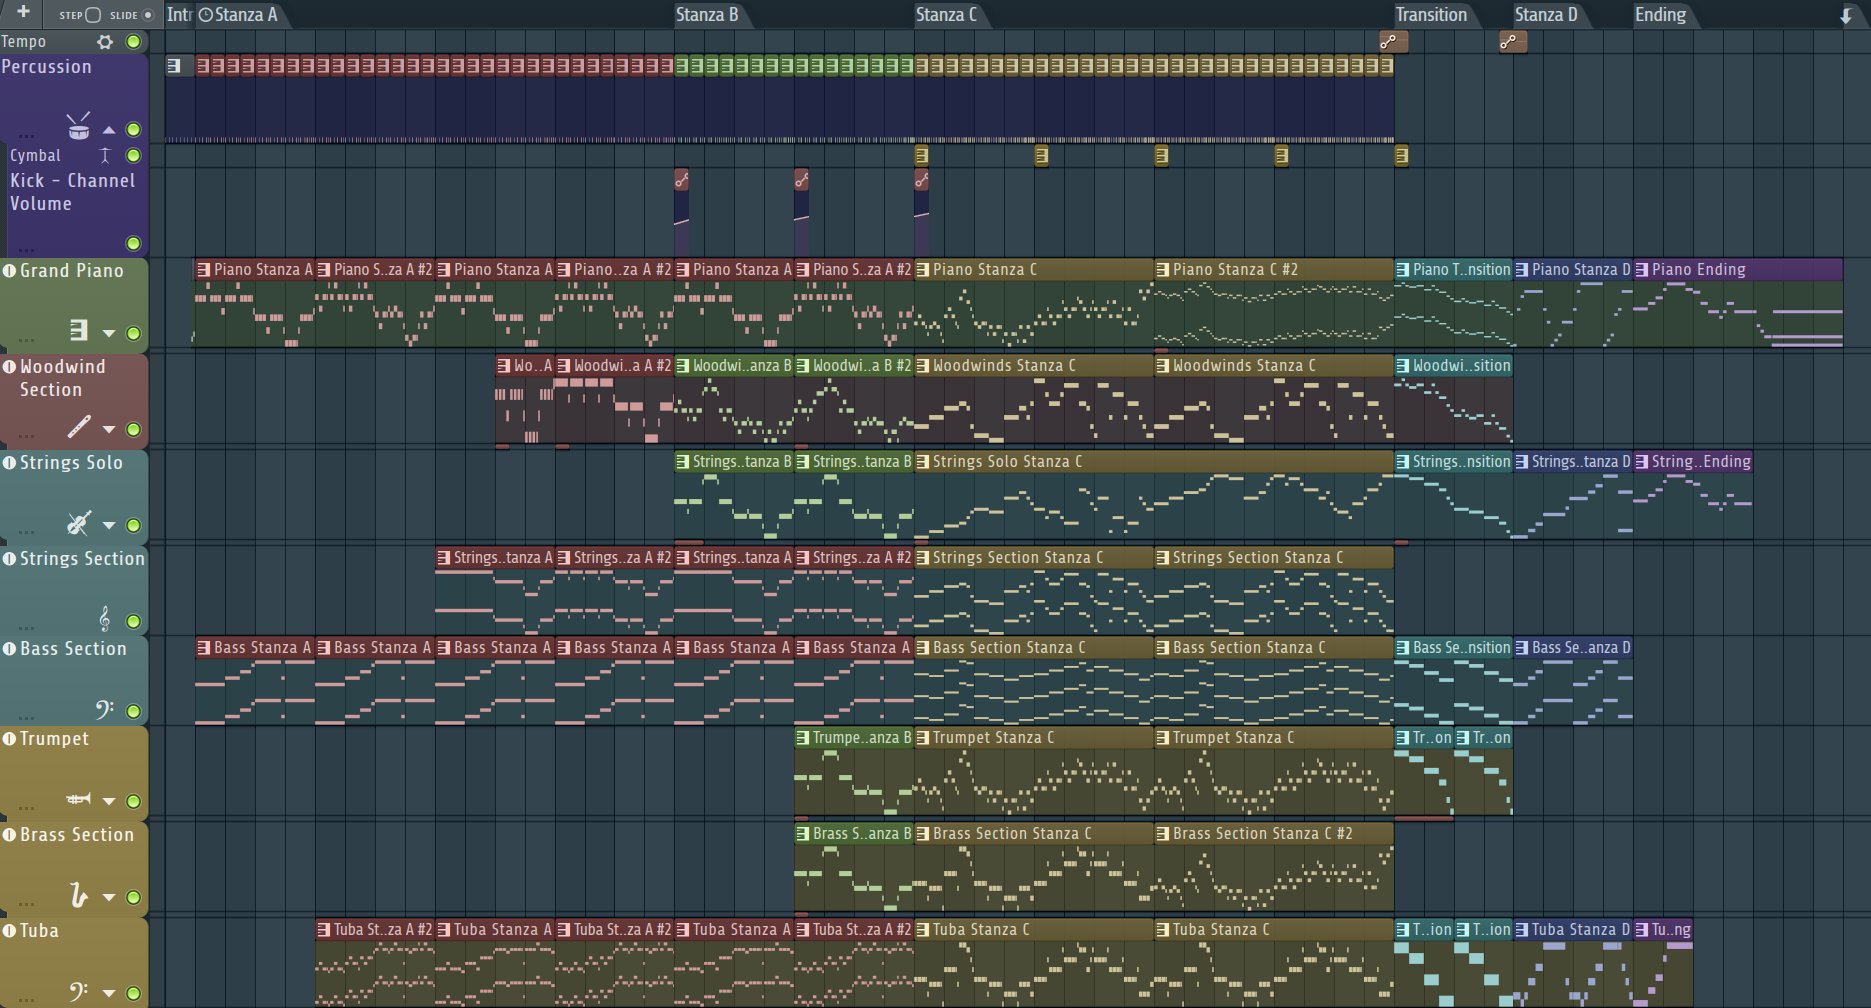 STEP SLIDE Intr Stanza A Stanza B Stanza C Transition Stanza D Ending
Tempo
Percussion
Cymbal
Kick – Channel
Volume
Grand Piano
Piano Stanza A Piano S..za A #2 Piano Stanza A Piano..za A #2 Piano Stanza A Piano S..za A #2 Piano Stanza C Piano Stanza C #2 Piano T..nsition Piano Stanza D Piano Ending
Woodwind
Section
Wo..A Woodwi..a A #2 Woodwi..anza B Woodwi..a B #2 Woodwinds Stanza C Woodwinds Stanza C Woodwi..sition
Strings Solo
Strings..tanza B Strings..tanza B Strings Solo Stanza C Strings..nsition Strings..tanza D String..Ending
Strings Section
Strings..tanza A Strings..za A #2 Strings..tanza A Strings..za A #2 Strings Section Stanza C Strings Section Stanza C
Bass Section
Bass Stanza A Bass Stanza A Bass Stanza A Bass Stanza A Bass Stanza A Bass Stanza A Bass Section Stanza C Bass Section Stanza C Bass Se..nsition Bass Se..anza D
Trumpet
Trumpe..anza B Trumpet Stanza C Trumpet Stanza C Tr..on Tr..on
Brass Section
Brass S..anza B Brass Section Stanza C Brass Section Stanza C #2
Tuba
Tuba St..za A #2 Tuba Stanza A Tuba St..za A #2 Tuba Stanza A Tuba St..za A #2 Tuba Stanza C Tuba Stanza C T..ion T..ion Tuba Stanza D Tu..ng